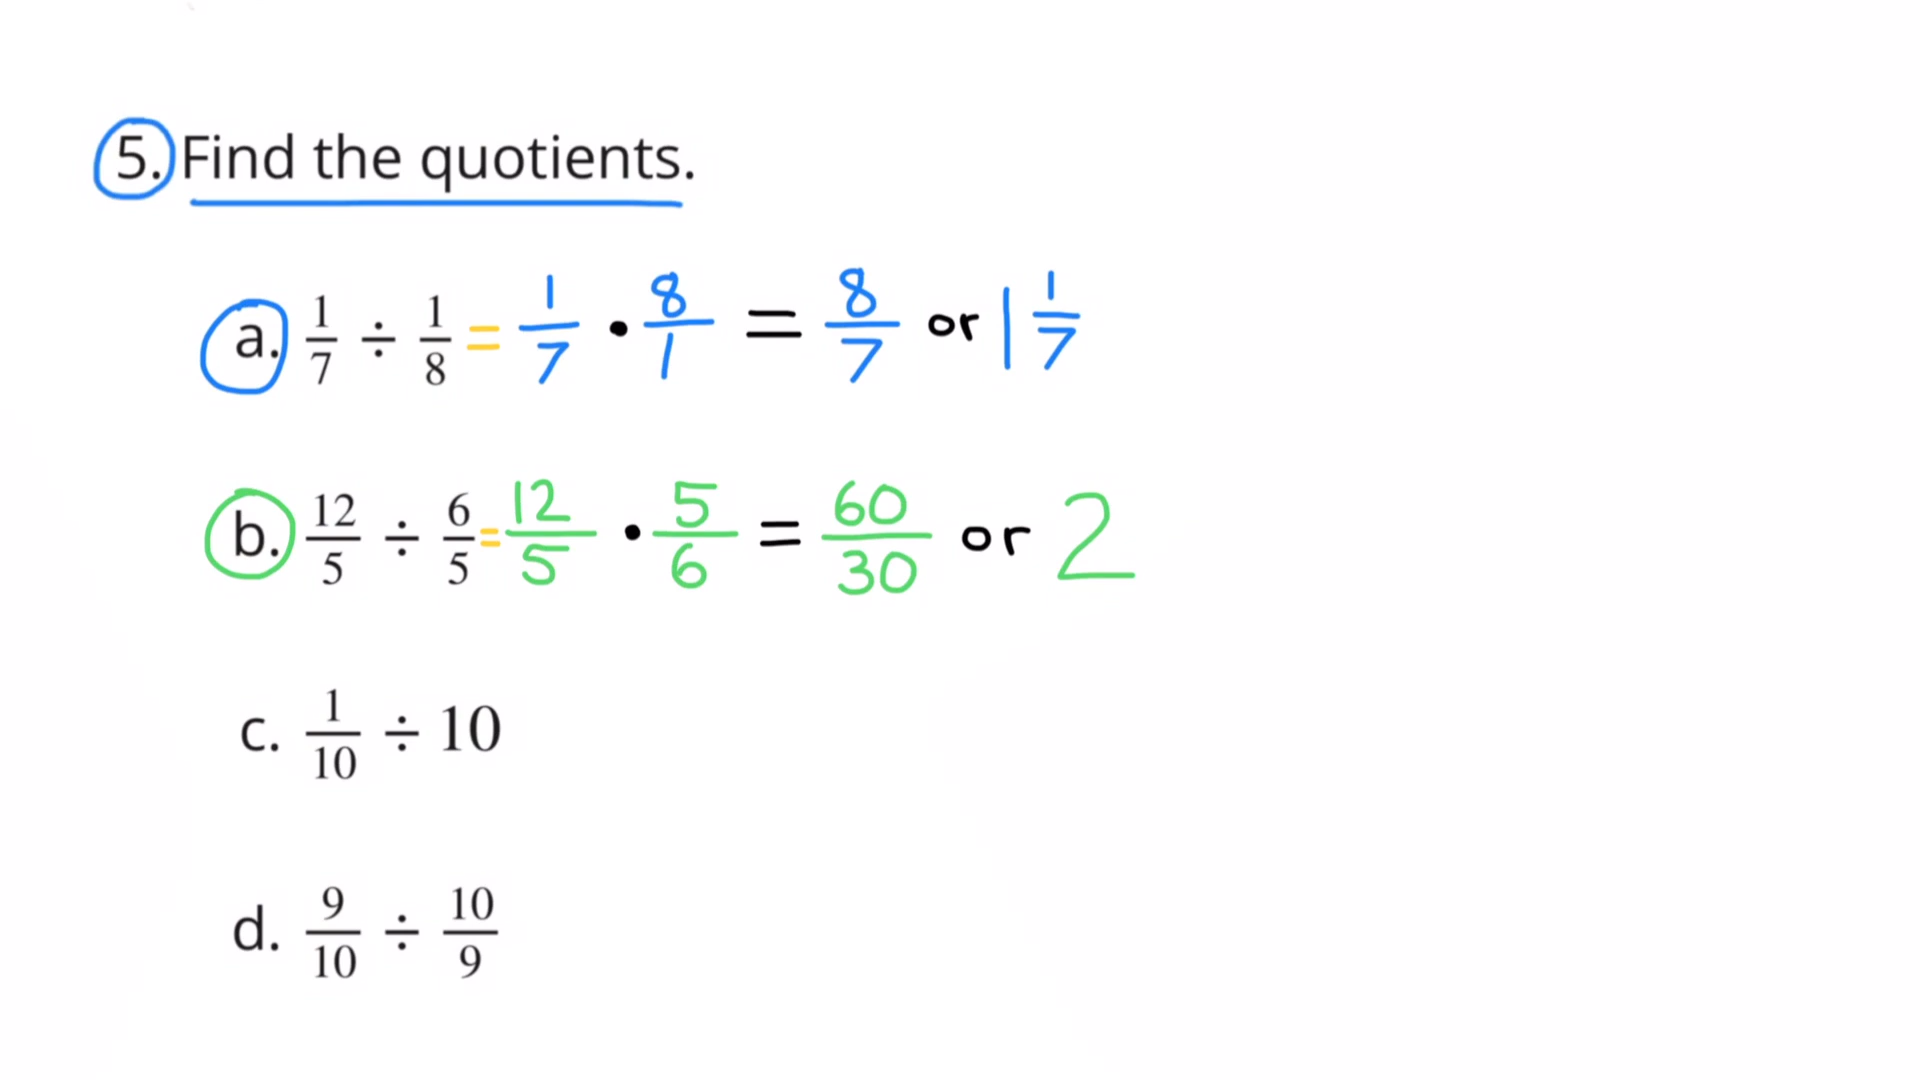 5. Find the quotients.
a. 1/7 ÷ 1/8 = 1/7 · 8/1 = 8/7 or 1 1/7
b. 12/5 ÷ 6/5 = 12/5 · 5/6 = 60/30 or 2
c. 1/10 ÷ 10
d. 9/10 ÷ 10/9